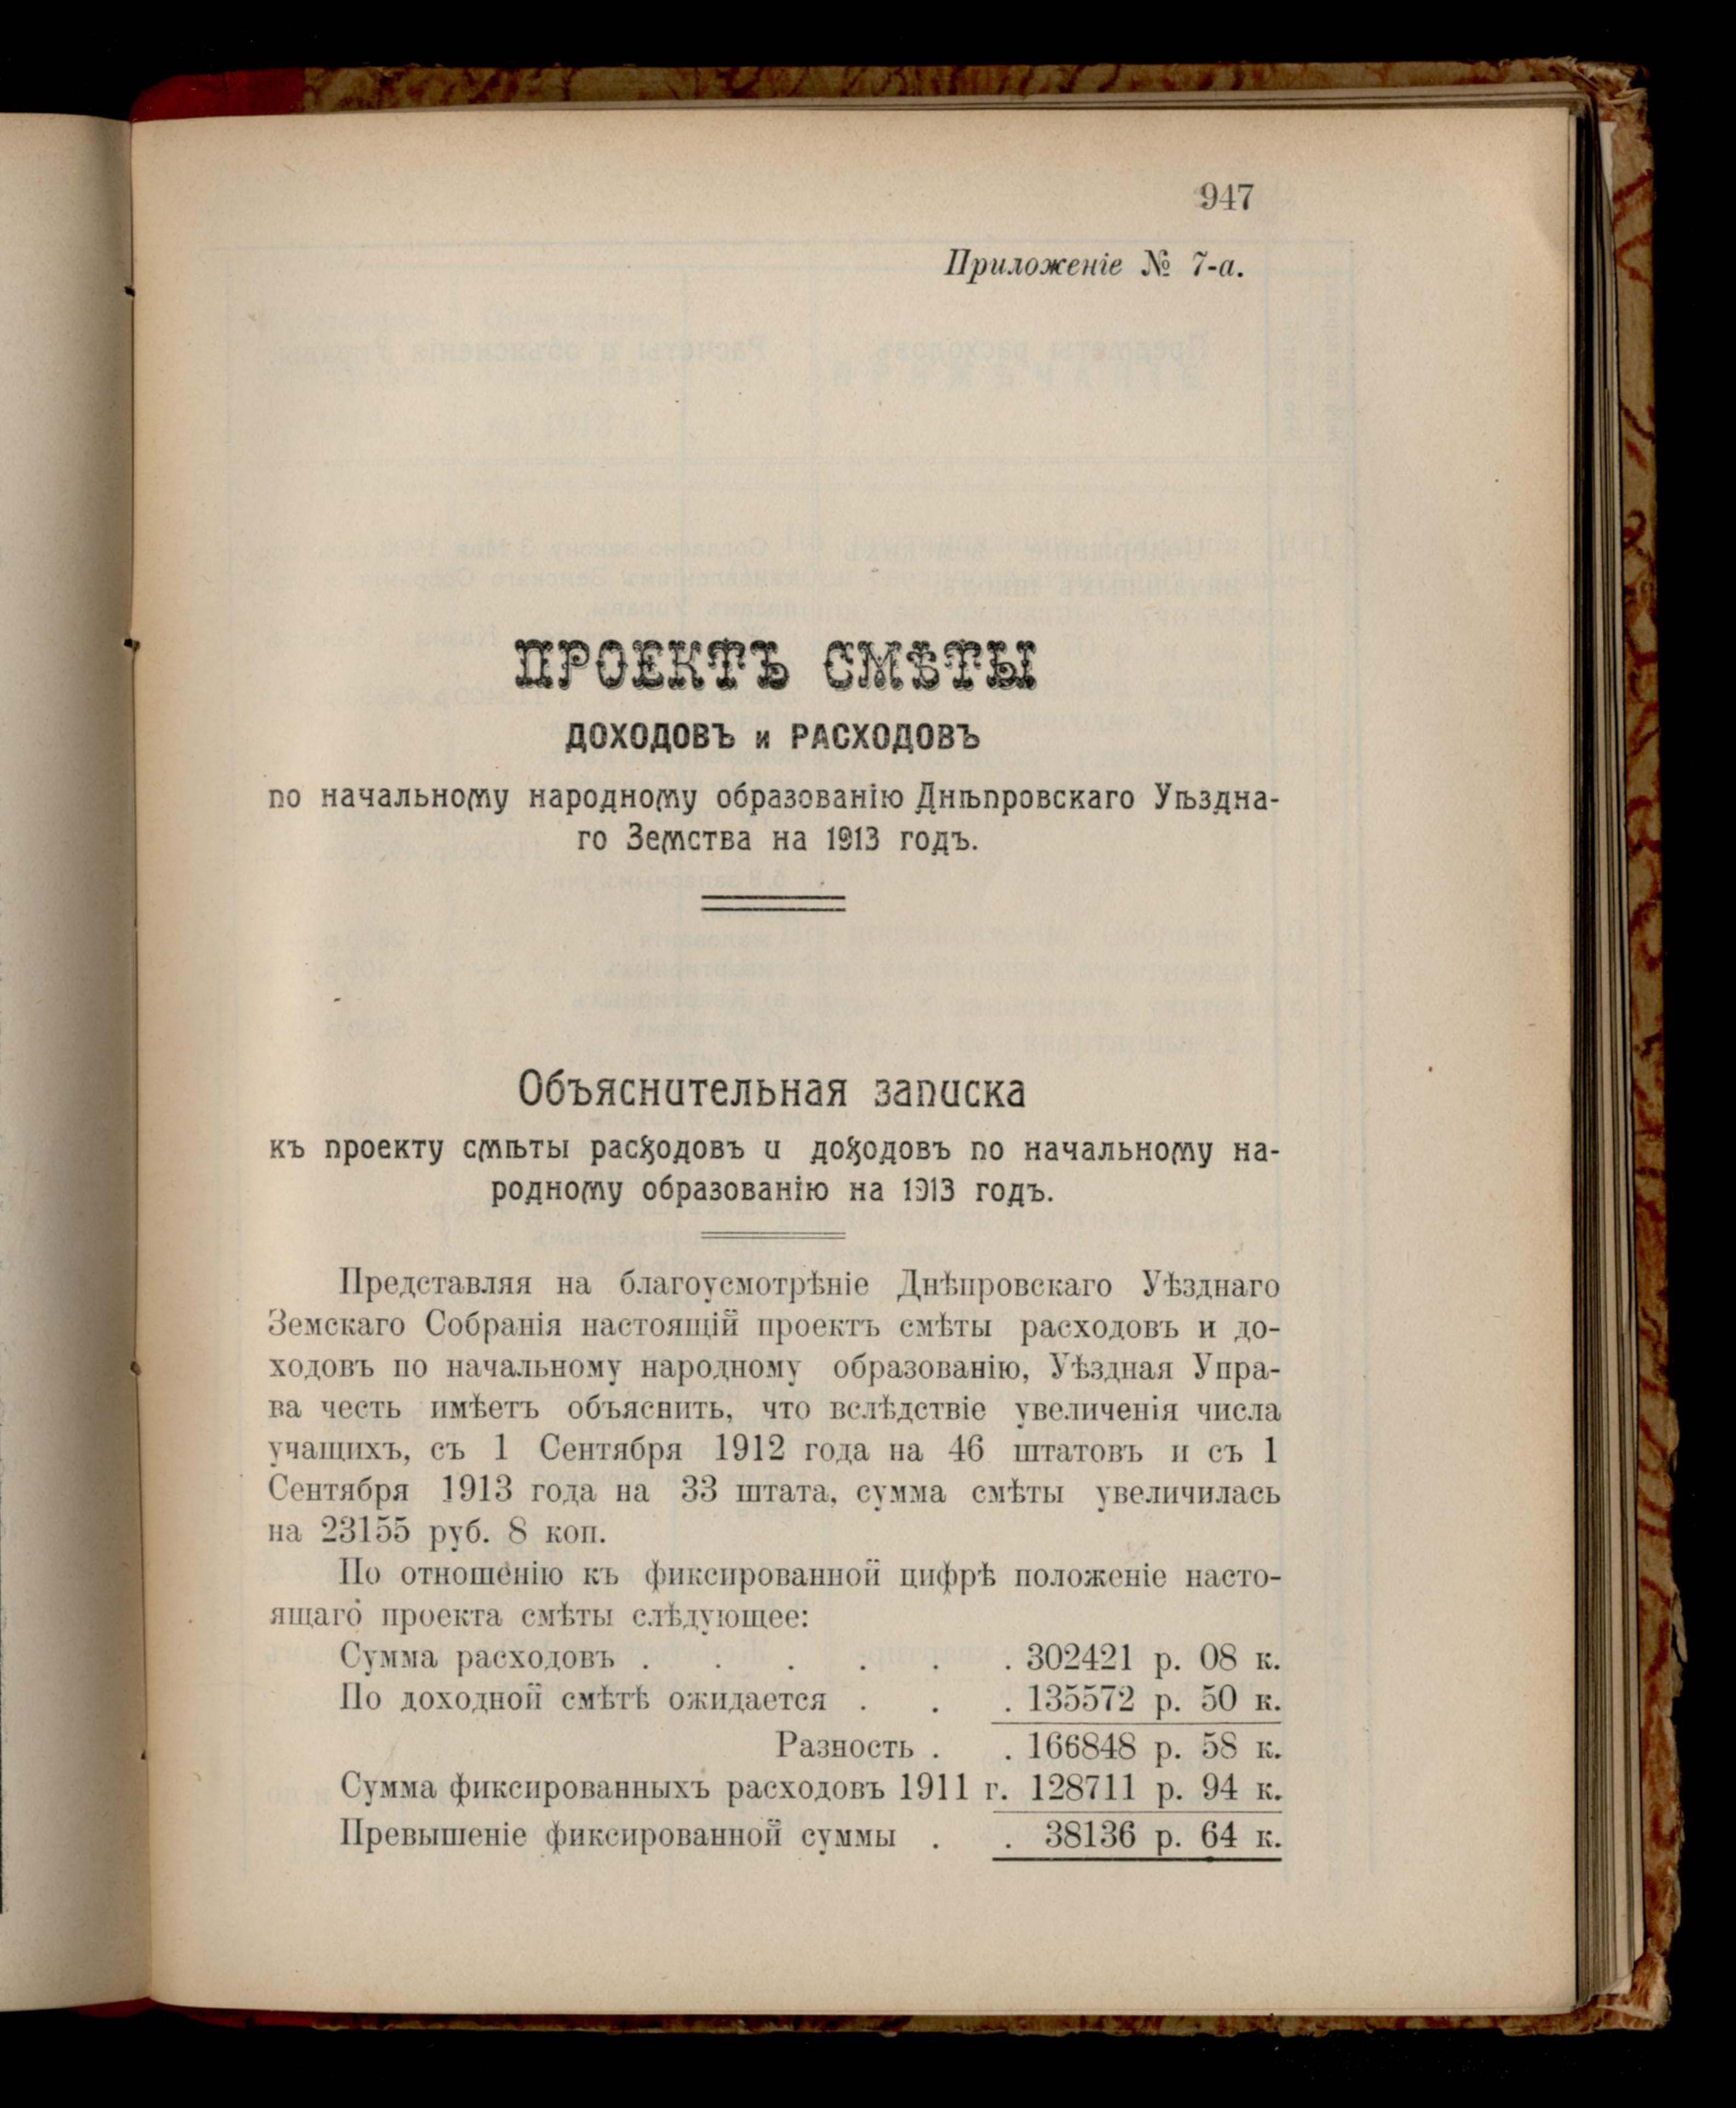 947
Приложеніе № 7-а.
ПРОЕКТЪ СМѢТЫ
ДОХОДОВЪ и РАСХОДОВЪ
по начальному народному образованію Днѣпровскаго Уѣздна-
го Земства на 1913 годъ.
Объяснительная записка
къ проекту смѣты расходовъ и доходовъ по начальному на-
родному образованію на 1913 годъ.
Представляя на благоусмотрѣніе Днѣпровскаго Уѣзднаго
Земскаго Собранія настоящій проектъ смѣты расходовъ и до-
ходовъ по начальному народному образованію, Уѣздная Упра-
ва честь имѣетъ объяснить, что вслѣдствіе увеличенія числа
учащихъ, съ 1 Сентября 1912 года на 46 штатовъ и съ 1
Сентября 1913 года на 33 штата, сумма смѣты увеличилась
на 23155 руб. 8 коп.
По отношенію къ фиксированной цифрѣ положеніе насто-
ящаго проекта смѣты слѣдующее:
Сумма расходовъ . . . . . . 302421 р. 08 к.
По доходной смѣтѣ ожидается . . . 135572 р. 50 к.
Разность . . 166848 р. 58 к.
Сумма фиксированныхъ расходовъ 1911 г. 128711 р. 94 к.
Превышеніе фиксированной суммы . . 38136 р. 64 к.